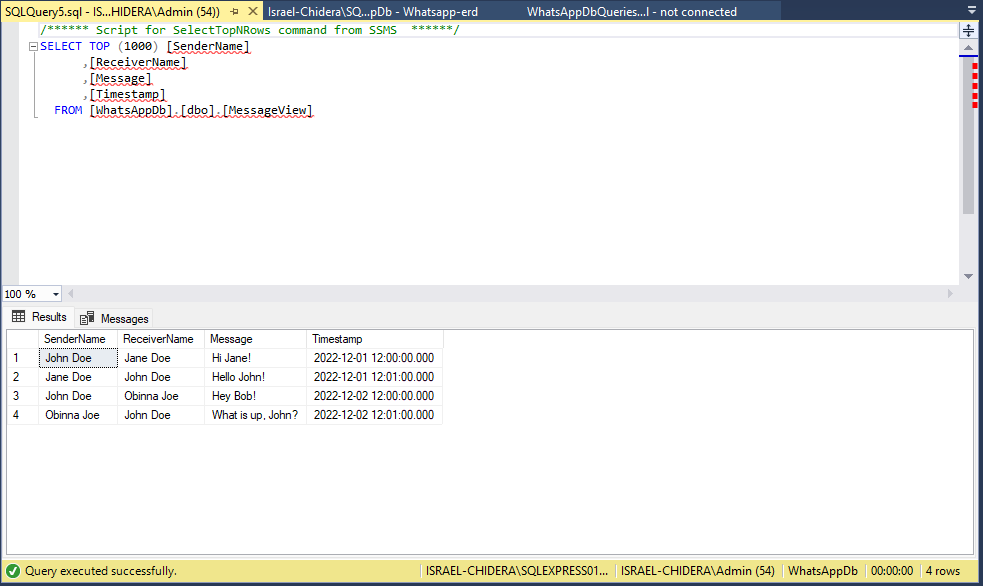 SQLQuery5.sql - IS...HIDERA\Admin (54)) Israel-Chidera\SQ...pDb - Whatsapp-erd WhatsAppDbQueries...l - not connected
/****** Script for SelectTopNRows command from SSMS ******/
SELECT TOP (1000) [SenderName]
,[ReceiverName]
,[Message]
,[Timestamp]
FROM [WhatsAppDb].[dbo].[MessageView]
100 %
Results Messages
SenderName ReceiverName Message Timestamp
1 John Doe Jane Doe Hi Jane! 2022-12-01 12:00:00.000
2 Jane Doe John Doe Hello John! 2022-12-01 12:01:00.000
3 John Doe Obinna Joe Hey Bob! 2022-12-02 12:00:00.000
4 Obinna Joe John Doe What is up, John? 2022-12-02 12:01:00.000
Query executed successfully. ISRAEL-CHIDERA\SQLEXPRESS01... ISRAEL-CHIDERA\Admin (54) WhatsAppDb 00:00:00 4 rows